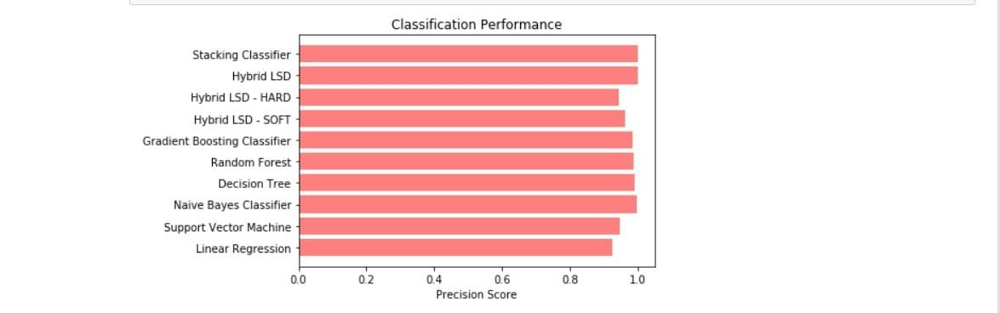 Classification Performance
Stacking Classifier
Hybrid LSD
Hybrid LSD - HARD
Hybrid LSD - SOFT
Gradient Boosting Classifier
Random Forest
Decision Tree
Naive Bayes Classifier
Support Vector Machine
Linear Regression
0.0 0.2 0.4 0.6 0.8 1.0
Precision Score